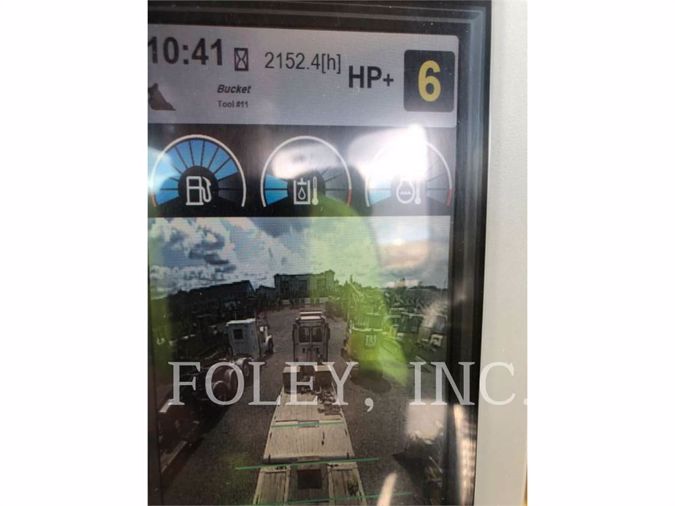 10:41 2152.4[h] HP+ 6
Bucket
Tool #11
FOLEY, INC.